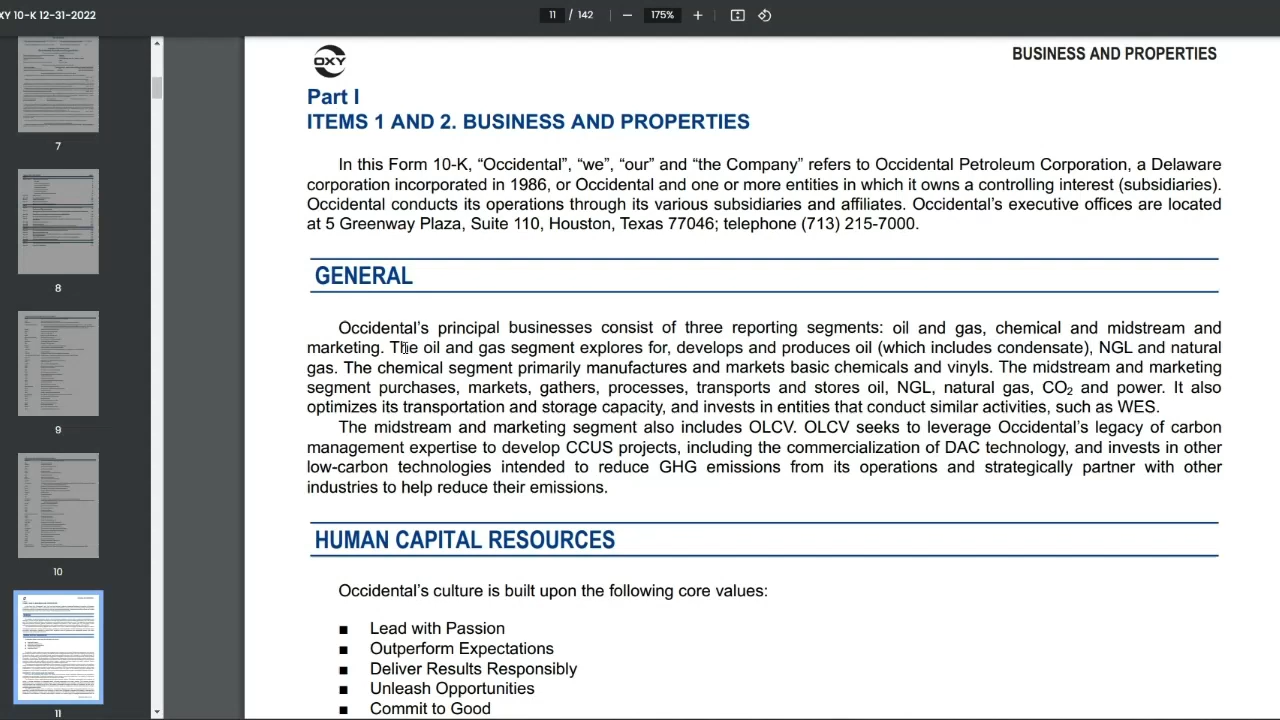 XY 10-K 12-31-2022
11 / 142
175%
7
8
9
10
11
OXY
BUSINESS AND PROPERTIES
Part I
ITEMS 1 AND 2. BUSINESS AND PROPERTIES
In this Form 10-K, “Occidental”, “we”, “our” and “the Company” refers to Occidental Petroleum Corporation, a Delaware
corporation incorporated in 1986, or Occidental and one or more entities in which it owns a controlling interest (subsidiaries).
Occidental conducts its operations through its various subsidiaries and affiliates. Occidental’s executive offices are located
at 5 Greenway Plaza, Suite 110, Houston, Texas 77046; telephone (713) 215-7000.
GENERAL
Occidental’s principal businesses consist of three reporting segments: oil and gas, chemical and midstream and
marketing. The oil and gas segment explores for, develops and produces oil (which includes condensate), NGL and natural
gas. The chemical segment primarily manufactures and markets basic chemicals and vinyls. The midstream and marketing
segment purchases, markets, gathers, processes, transports and stores oil, NGL, natural gas, CO₂ and power. It also
optimizes its transportation and storage capacity, and invests in entities that conduct similar activities, such as WES.
The midstream and marketing segment also includes OLCV. OLCV seeks to leverage Occidental’s legacy of carbon
management expertise to develop CCUS projects, including the commercialization of DAC technology, and invests in other
low-carbon technologies intended to reduce GHG emissions from its operations and strategically partner with other
industries to help reduce their emissions.
HUMAN CAPITAL RESOURCES
Occidental’s culture is built upon the following core values:
■ Lead with Passion
■ Outperform Expectations
■ Deliver Results Responsibly
■ Unleash Opportunities
■ Commit to Good